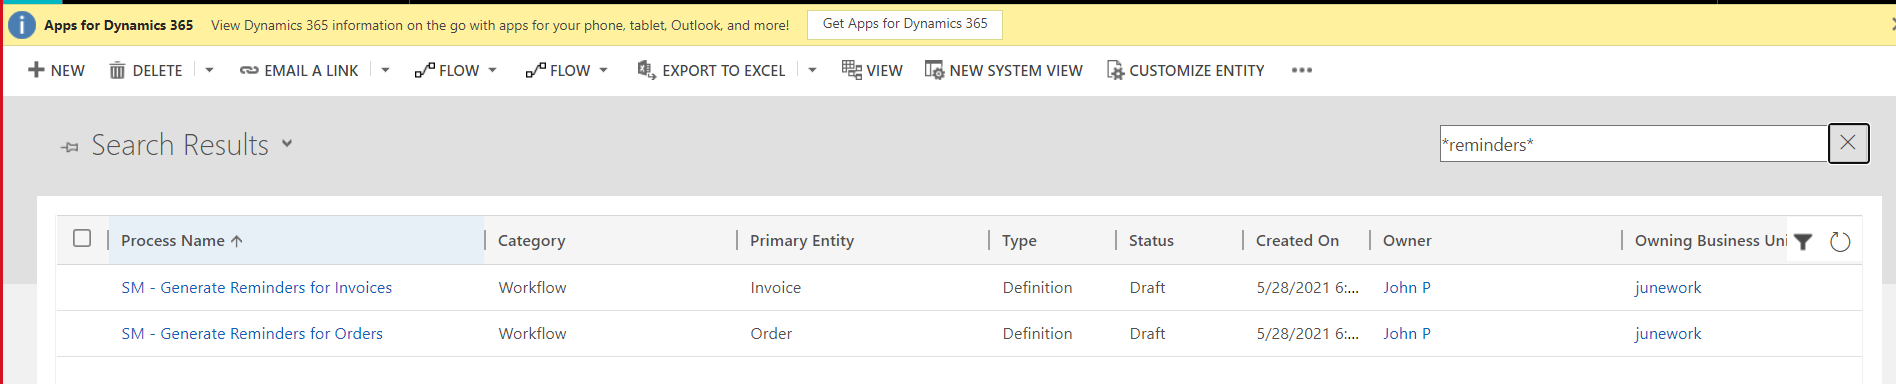 Apps for Dynamics 365 View Dynamics 365 information on the go with apps for your phone, tablet, Outlook, and more! Get Apps for Dynamics 365
NEW DELETE EMAIL A LINK FLOW FLOW EXPORT TO EXCEL VIEW NEW SYSTEM VIEW CUSTOMIZE ENTITY •••
Search Results *reminders*
Process Name Category Primary Entity Type Status Created On Owner Owning Business Uni
SM - Generate Reminders for Invoices Workflow Invoice Definition Draft 5/28/2021 6:... John P junework
SM - Generate Reminders for Orders Workflow Order Definition Draft 5/28/2021 6:... John P junework